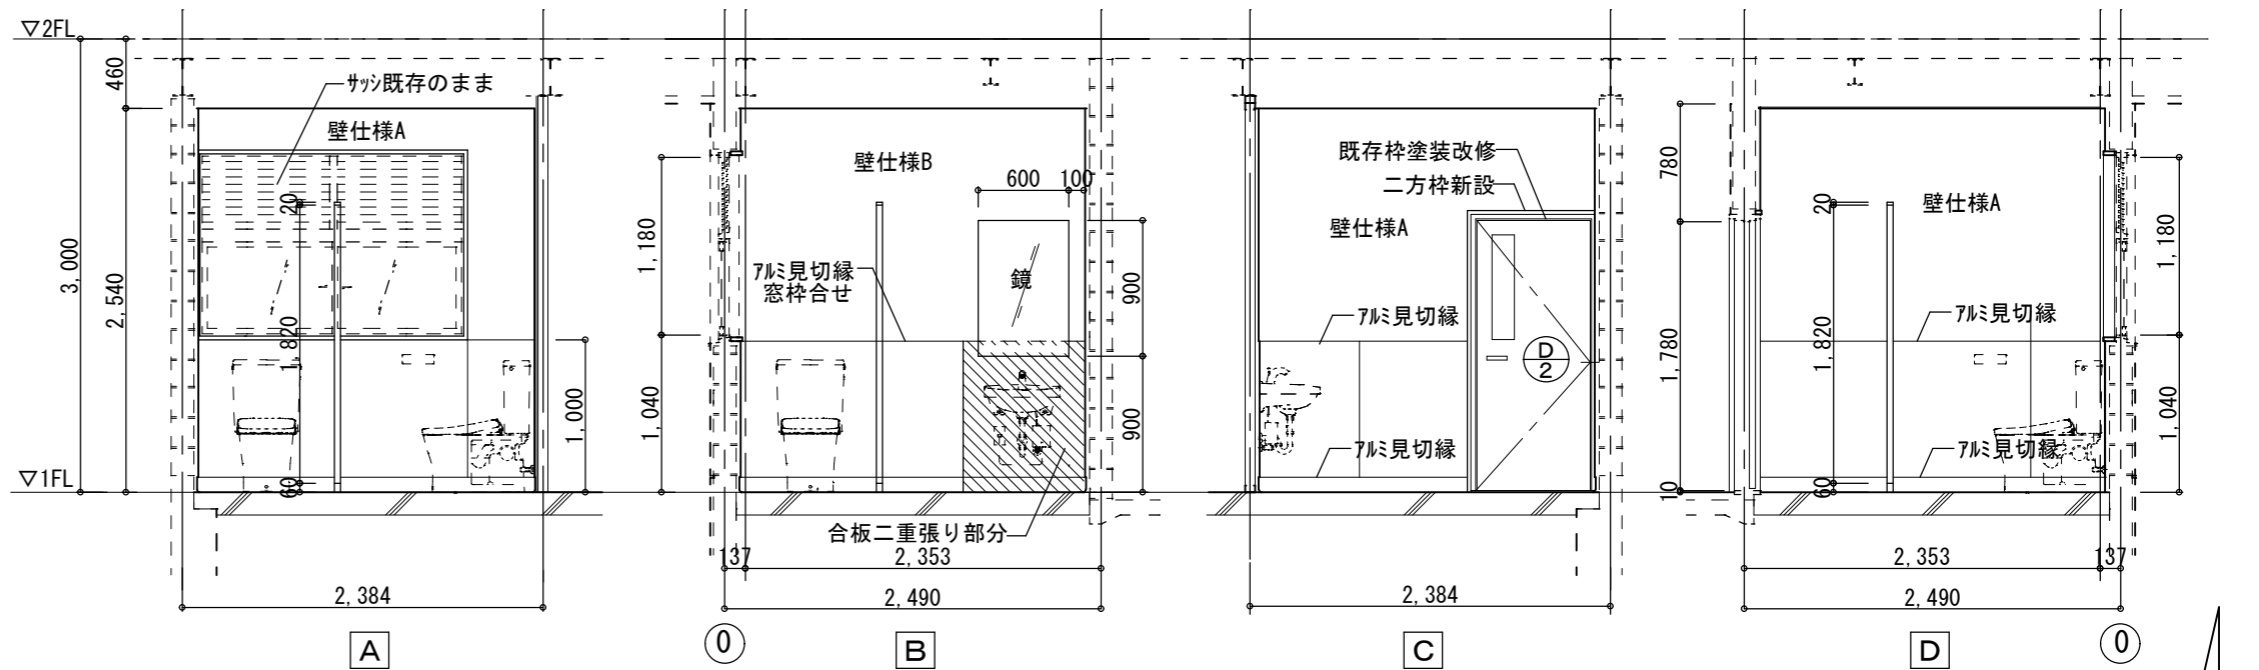 ▽2FL
460
3,000
2,540
▽1FL
サッシ既存のまま
壁仕様A
20
1,820
60
1,000
2,384
A
1,180
1,040
壁仕様B
600
100
アルミ見切縁
窓枠合せ
鏡
900
900
合板二重張り部分
137
2,353
2,490
0
B
既存枠塗装改修
二方枠新設
壁仕様A
アルミ見切縁
D
2
アルミ見切縁
2,384
C
780
1,780
10
20
1,820
60
壁仕様A
アルミ見切縁
アルミ見切縁
1,180
1,040
2,353
137
2,490
D
0